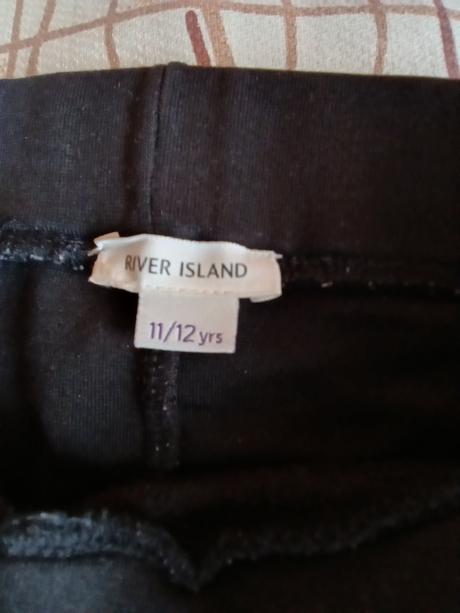 RIVER ISLAND
11/12 yrs